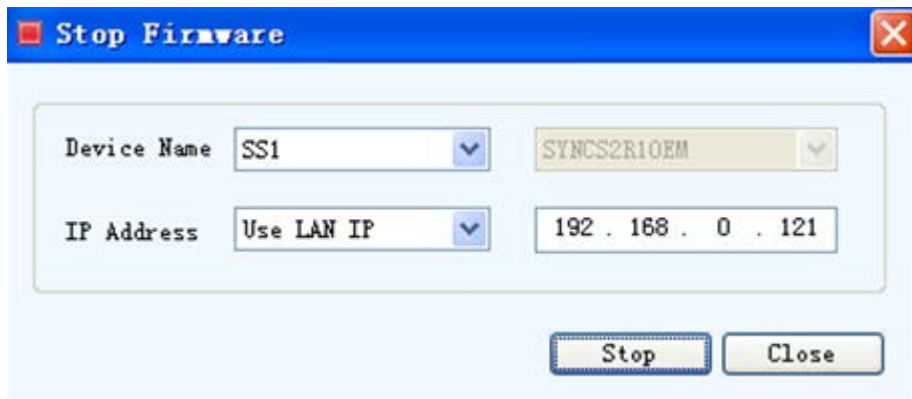 Stop Firmware
Device Name SS1 SYNCS2R10EM
IP Address Use LAN IP 192 . 168 . 0 . 121
Stop Close